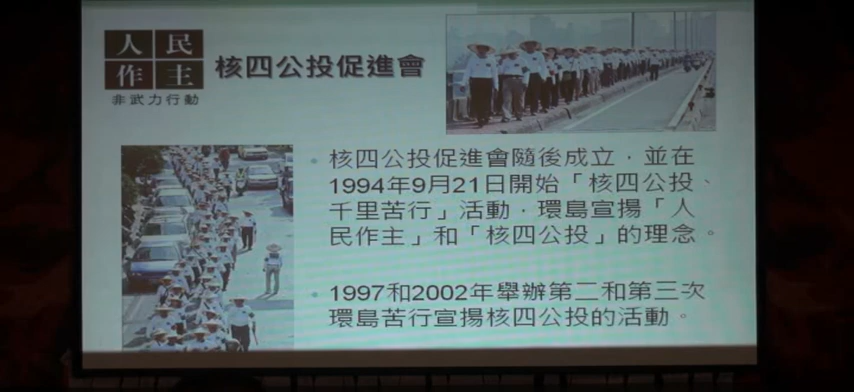 人民
作主
非武力行動
核四公投促進會
• 核四公投促進會隨後成立，並在
1994年9月21日開始「核四公投、
千里苦行」活動，環島宣揚「人
民作主」和「核四公投」的理念。
• 1997和2002年舉辦第二和第三次
環島苦行宣揚核四公投的活動。